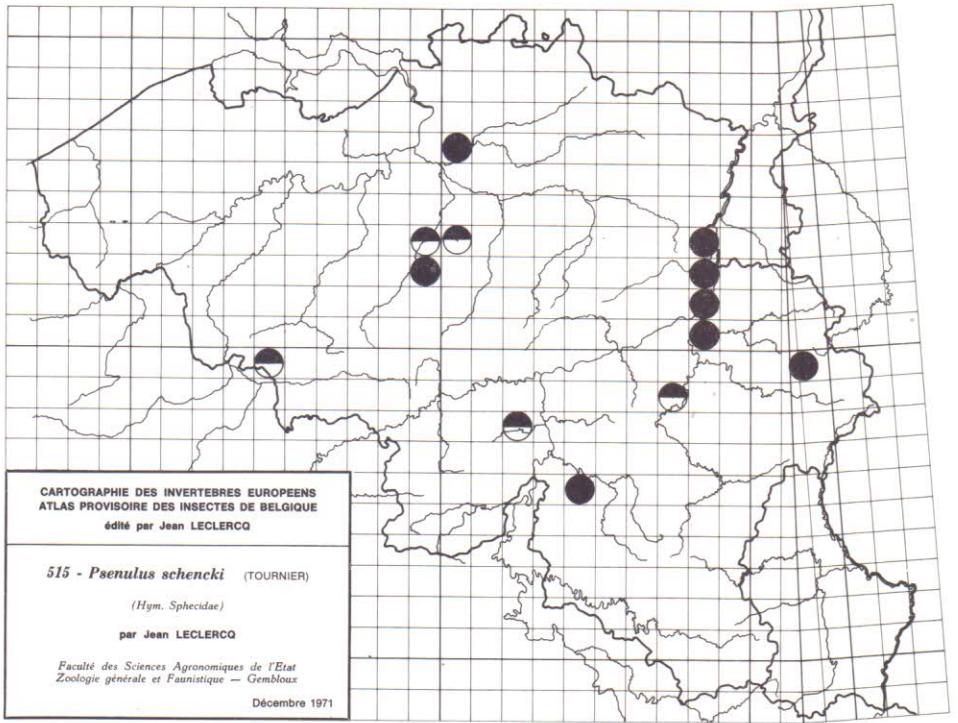 CARTOGRAPHIE DES INVERTEBRES EUROPEENS
ATLAS PROVISOIRE DES INSECTES DE BELGIQUE
édité par Jean LECLERCQ
515 - Psenulus schencki (TOURNIER)
(Hym. Sphecidae)
par Jean LECLERCQ
Faculté des Sciences Agronomiques de l'Etat
Zoologie générale et Faunistique — Gembloux
Décembre 1971